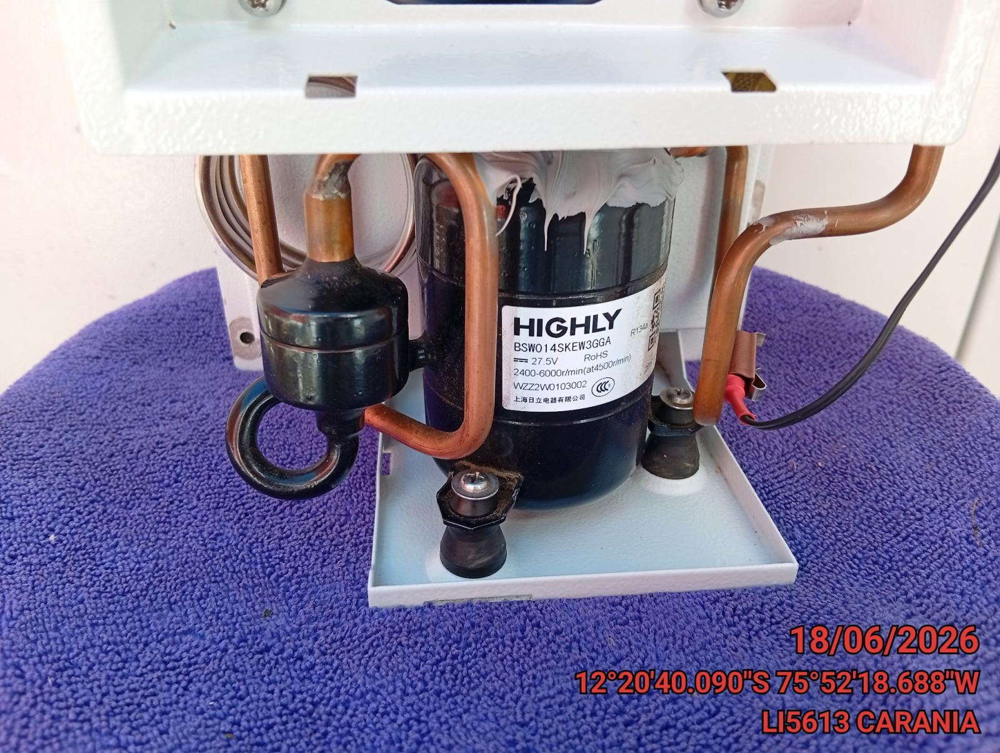 HIGHLY
R134a
BSW014SKEW3GGA
27.5V RoHS
2400-6000r/min(at4500r/min)
WZZ2W0103002
上海日立电器有限公司
18/06/2026
12°20'40.090"S 75°52'18.688"W
LI5613 CARANIA